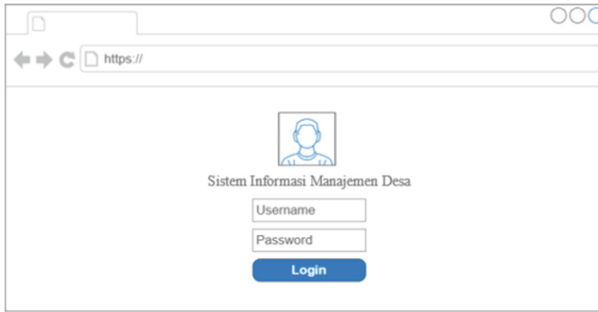 https://
Sistem Informasi Manajemen Desa
Username
Password
Login